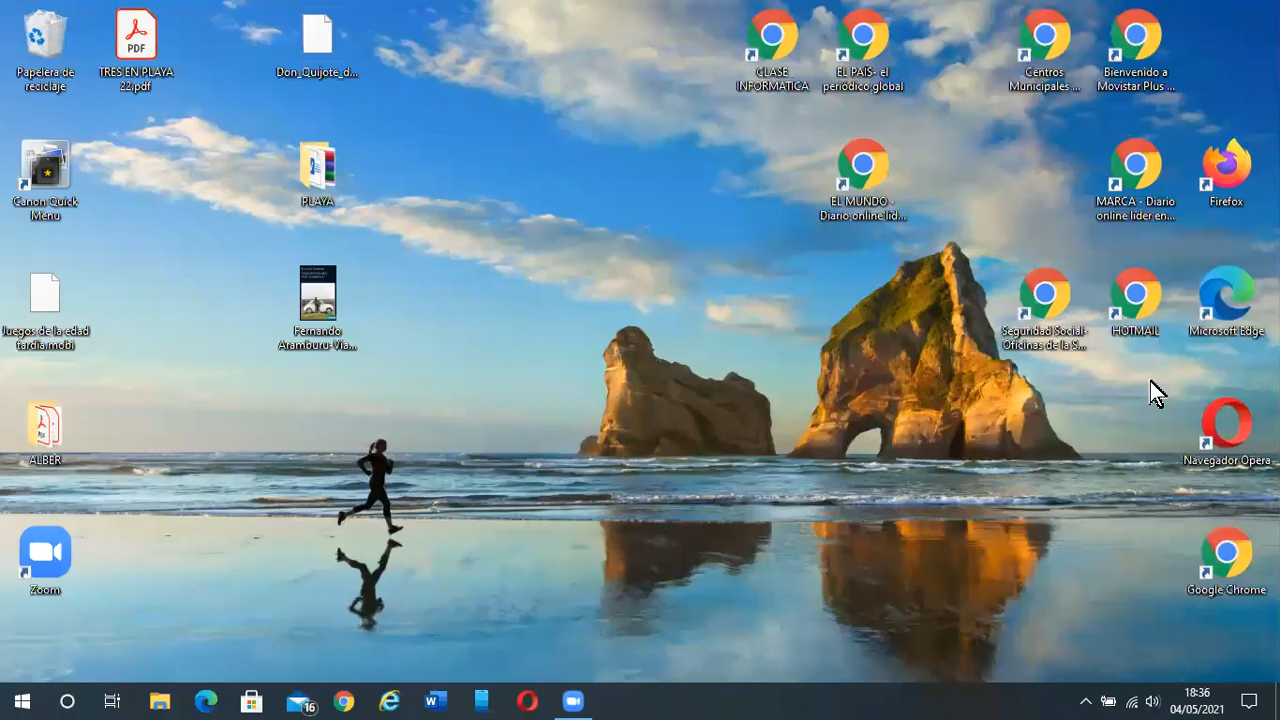 Papelera de
reciclaje
PDF
TRES EN PLAYA
22.pdf
Don_Quijote_d...
CLASE
INFORMATICA
EL PAÍS- el
periódico global
Centros
Municipales ...
Bienvenido a
Movistar Plus ...
Canon Quick
Menu
PLAYA
EL MUNDO -
Diario online líd...
MARCA - Diario
online líder en...
Firefox
Juegos de la edad
tardia.mobi
Fernando
Aramburu-Via...
Seguridad Social-
Oficinas de la S...
HOTMAIL
Microsoft Edge
ALBER
Navegador Opera
Zoom
Google Chrome
16
18:36
04/05/2021